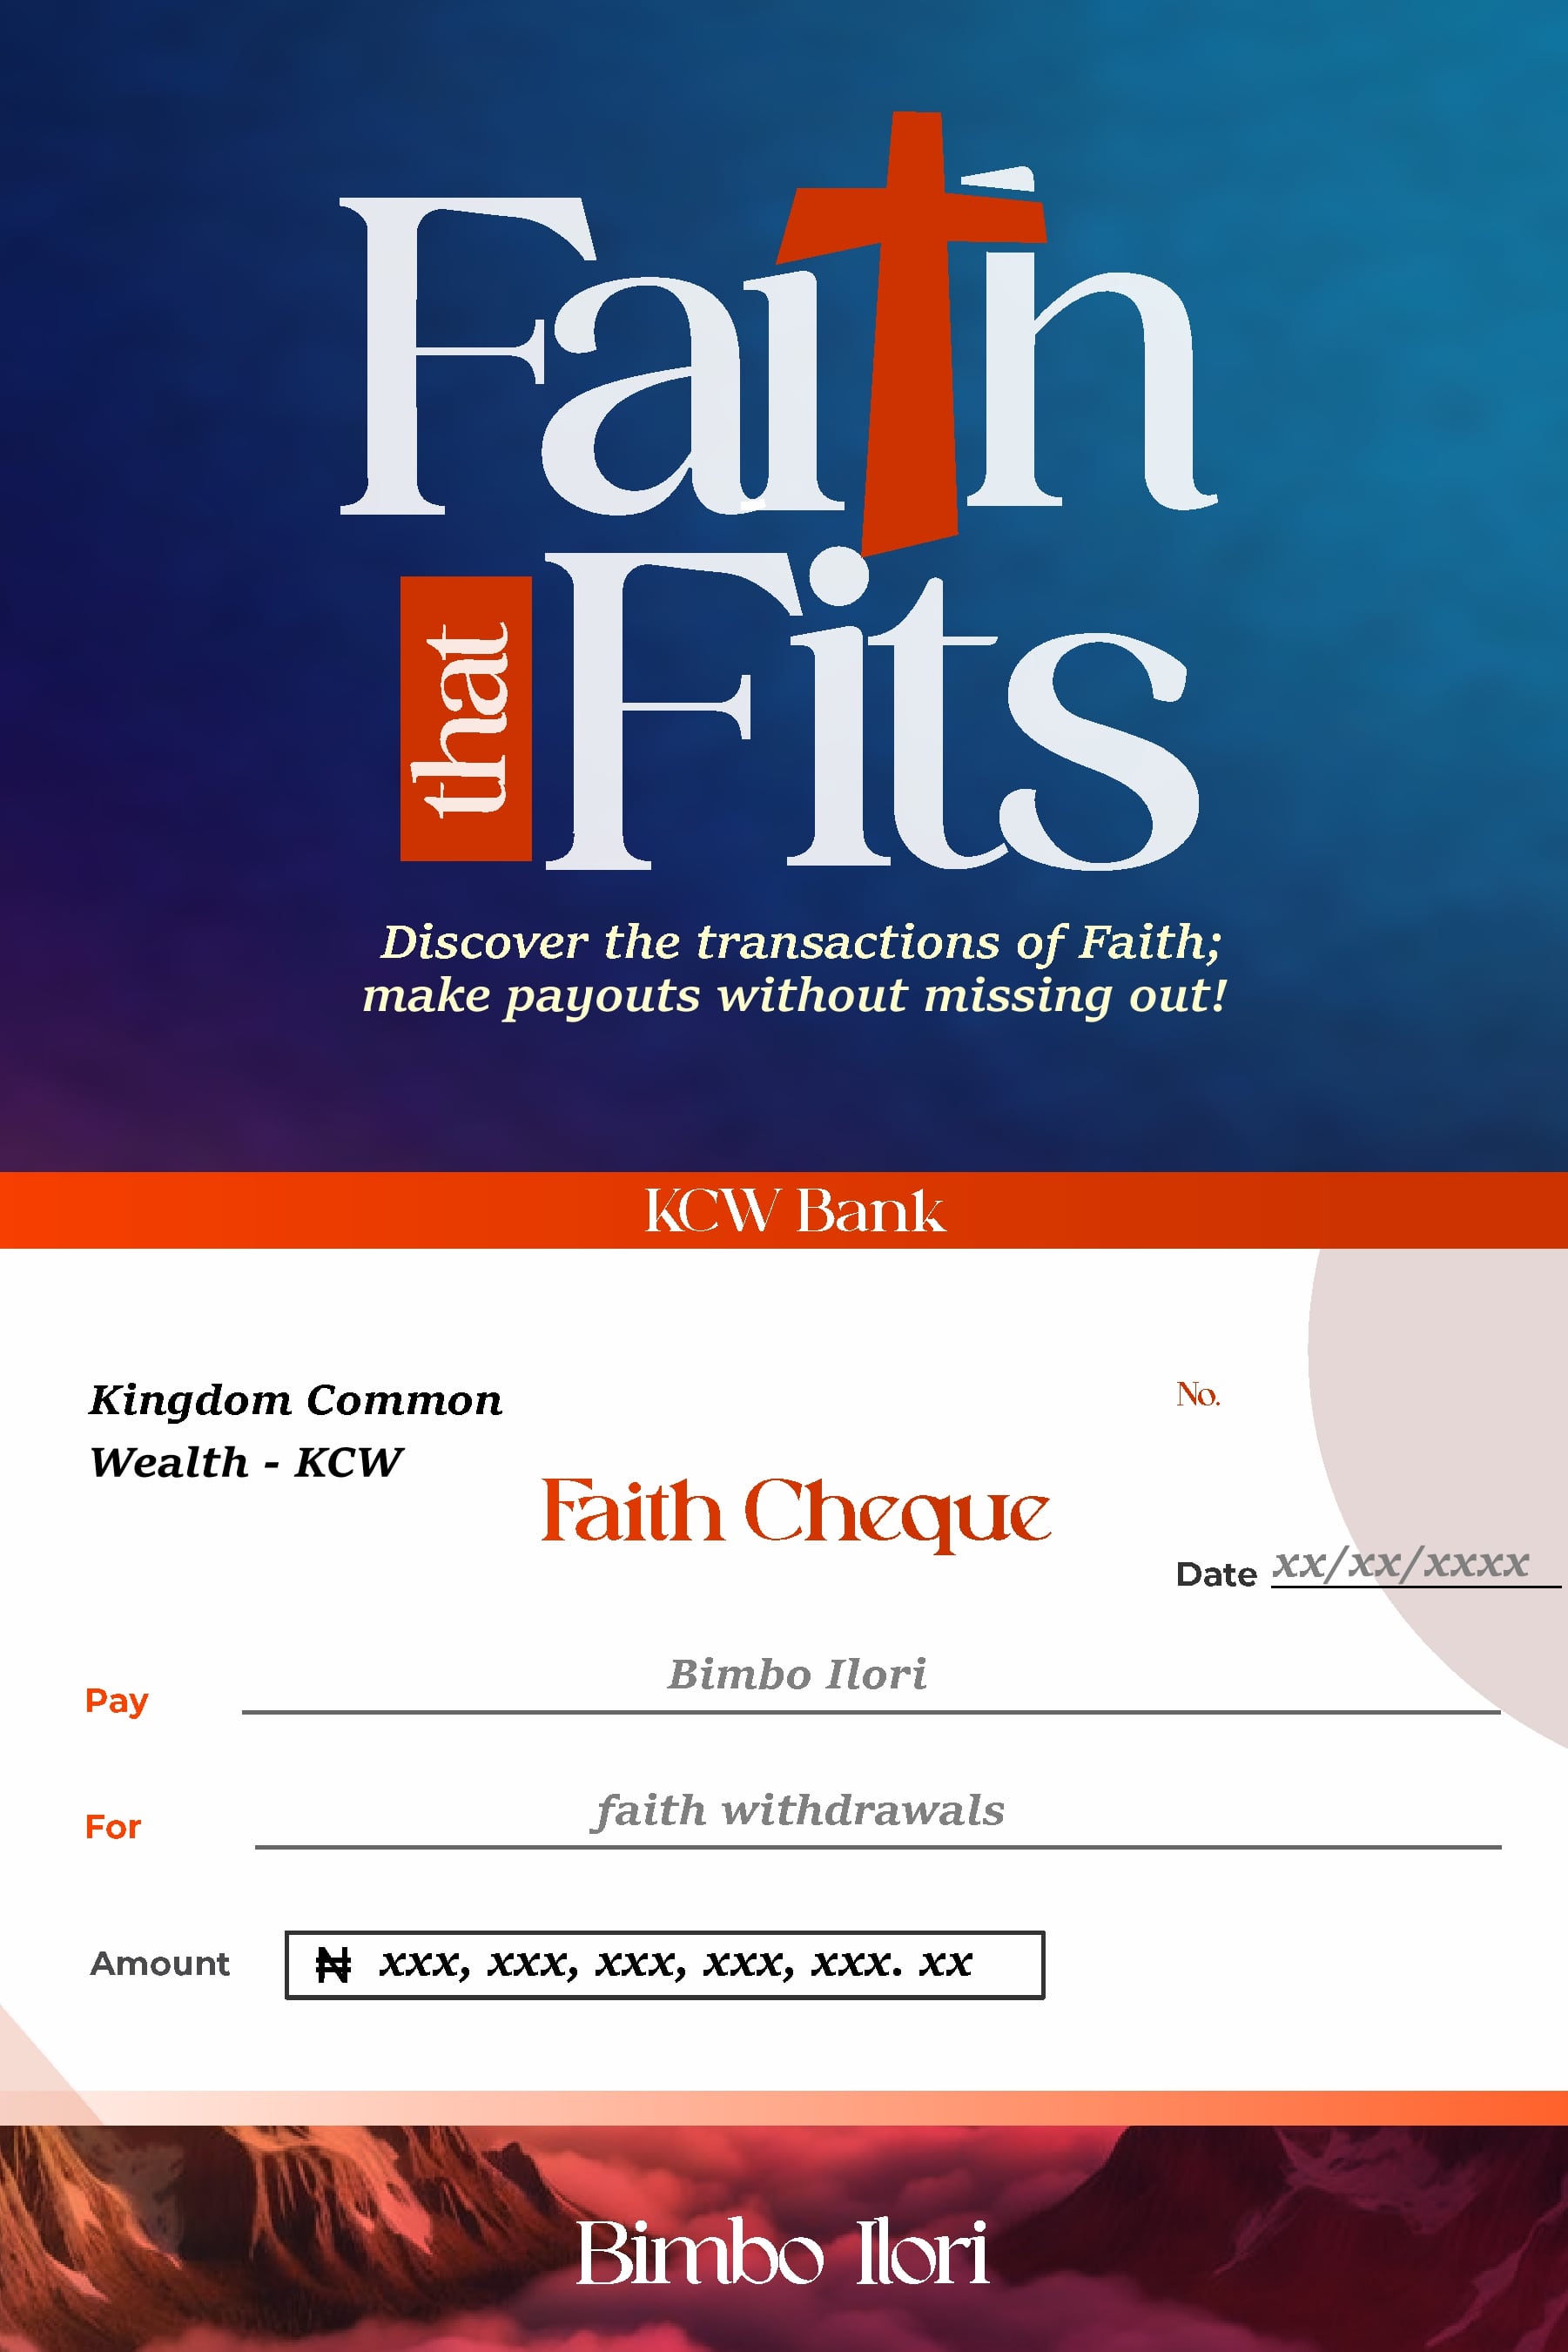 Faith
that Fits
Discover the transactions of Faith;
make payouts without missing out!
KCW Bank
Kingdom Common
Wealth - KCW
No.
Faith Cheque
Date xx/xx/xxxx
Pay Bimbo Ilori
For faith withdrawals
Amount ₦ xxx, xxx, xxx, xxx, xxx. xx
Bimbo Ilori